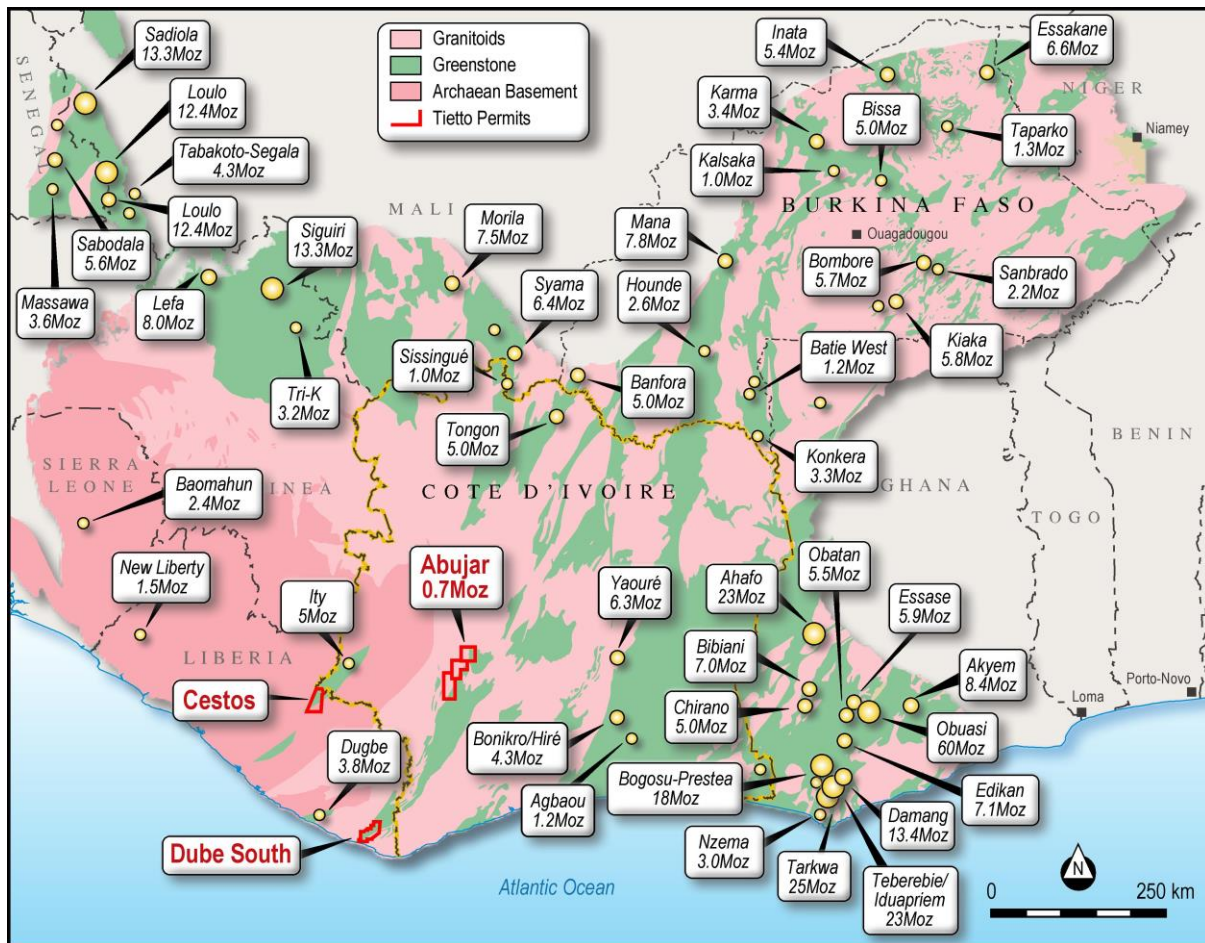 Granitoids
Greenstone
Archaean Basement
Tietto Permits
Sadiola
13.3Moz
Loulo
12.4Moz
Tabakoto-Segala
4.3Moz
Loulo
12.4Moz
Sabodala
5.6Moz
Massawa
3.6Moz
Lefa
8.0Moz
Siguiri
13.3Moz
Tri-K
3.2Moz
Morila
7.5Moz
Syama
6.4Moz
Sissingué
1.0Moz
Tongon
5.0Moz
Banfora
5.0Moz
Inata
5.4Moz
Essakane
6.6Moz
Karma
3.4Moz
Bissa
5.0Moz
Kalsaka
1.0Moz
Taparko
1.3Moz
Mana
7.8Moz
Hounde
2.6Moz
Bombore
5.7Moz
Sanbrado
2.2Moz
Kiaka
5.8Moz
Batie West
1.2Moz
Konkera
3.3Moz
Baomahun
2.4Moz
New Liberty
1.5Moz
Ity
5Moz
Abujar
0.7Moz
Cestos
Dugbe
3.8Moz
Dube South
Yaouré
6.3Moz
Bonikro/Hiré
4.3Moz
Agbaou
1.2Moz
Ahafo
23Moz
Obatan
5.5Moz
Essase
5.9Moz
Bibiani
7.0Moz
Chirano
5.0Moz
Akyem
8.4Moz
Obuasi
60Moz
Edikan
7.1Moz
Bogosu-Prestea
18Moz
Nzema
3.0Moz
Tarkwa
25Moz
Damang
13.4Moz
Teberebie/
Iduapriem
23Moz
SENEGAL
MALI
NIGER
Niamey
BURKINA FASO
Ouagadougou
BENIN
SIERRA
LEONE
INEA
COTE D'IVOIRE
GHANA
TOGO
LIBERIA
Porto-Novo
Loma
Atlantic Ocean
N
0
250 km